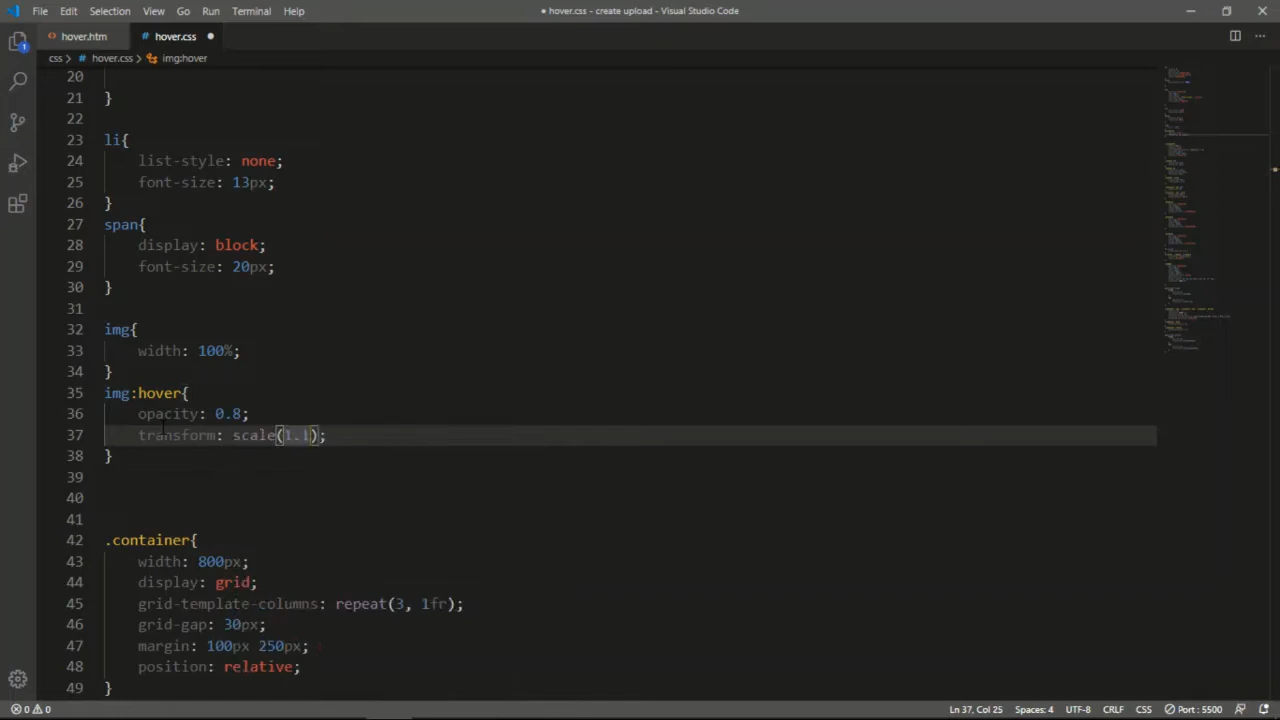 File Edit Selection View Go Run Terminal Help
● hover.css - create upload - Visual Studio Code
hover.htm
# hover.css ●
css > # hover.css > img:hover
1
20
21 }
22
23 li{
24 list-style: none;
25 font-size: 13px;
26 }
27 span{
28 display: block;
29 font-size: 20px;
30 }
31
32 img{
33 width: 100%;
34 }
35 img:hover{
36 opacity: 0.8;
37 transform: scale(1.1);
38 }
39
40
41
42 .container{
43 width: 800px;
44 display: grid;
45 grid-template-columns: repeat(3, 1fr);
46 grid-gap: 30px;
47 margin: 100px 250px;
48 position: relative;
49 }
0 0
Ln 37, Col 25 Spaces: 4 UTF-8 CRLF CSS Port : 5500